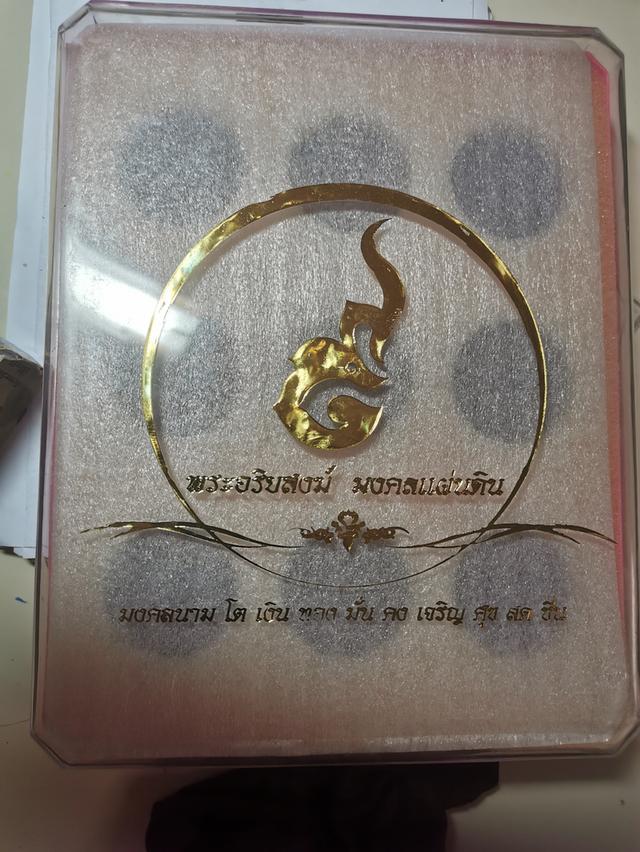 ๙
พระอริยสงฆ์ มงคลแผ่นดิน
มงคลนาม โต เงิน ทอง มั่น คง เจริญ สุข สด ชื่น